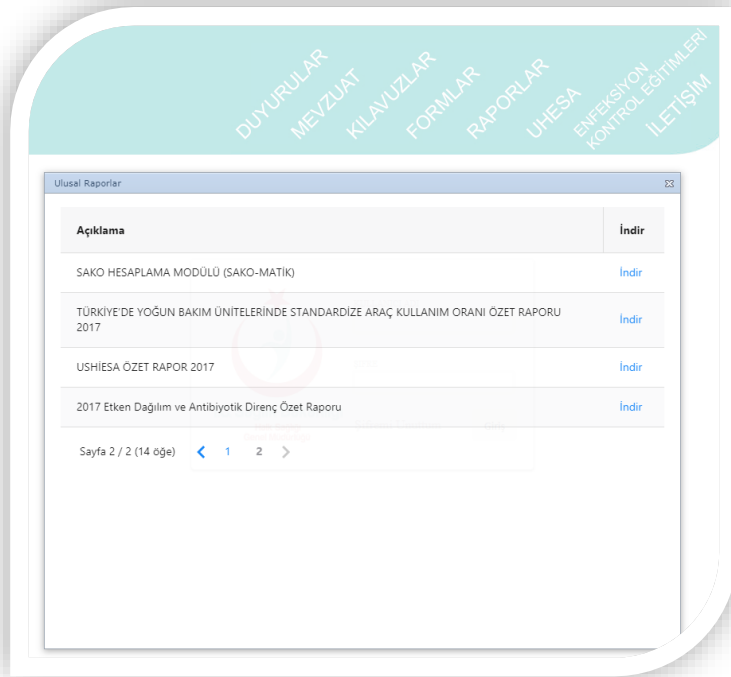 DUYURULAR
MEVZUAT
KILAVUZLAR
FORMLAR
RAPORLAR
UHESA
ENFEKSİYON
KONTROL EĞİTİMLERİ
İLETİŞİM
Ulusal Raporlar
Açıklama İndir
SAKO HESAPLAMA MODÜLÜ (SAKO-MATİK) İndir
TÜRKİYE'DE YOĞUN BAKIM ÜNİTELERİNDE STANDARDİZE ARAÇ KULLANIM ORANI ÖZET RAPORU
2017 İndir
USHİESA ÖZET RAPOR 2017 İndir
2017 Etken Dağılım ve Antibiyotik Direnç Özet Raporu İndir
Sayfa 2 / 2 (14 öğe) 1 2